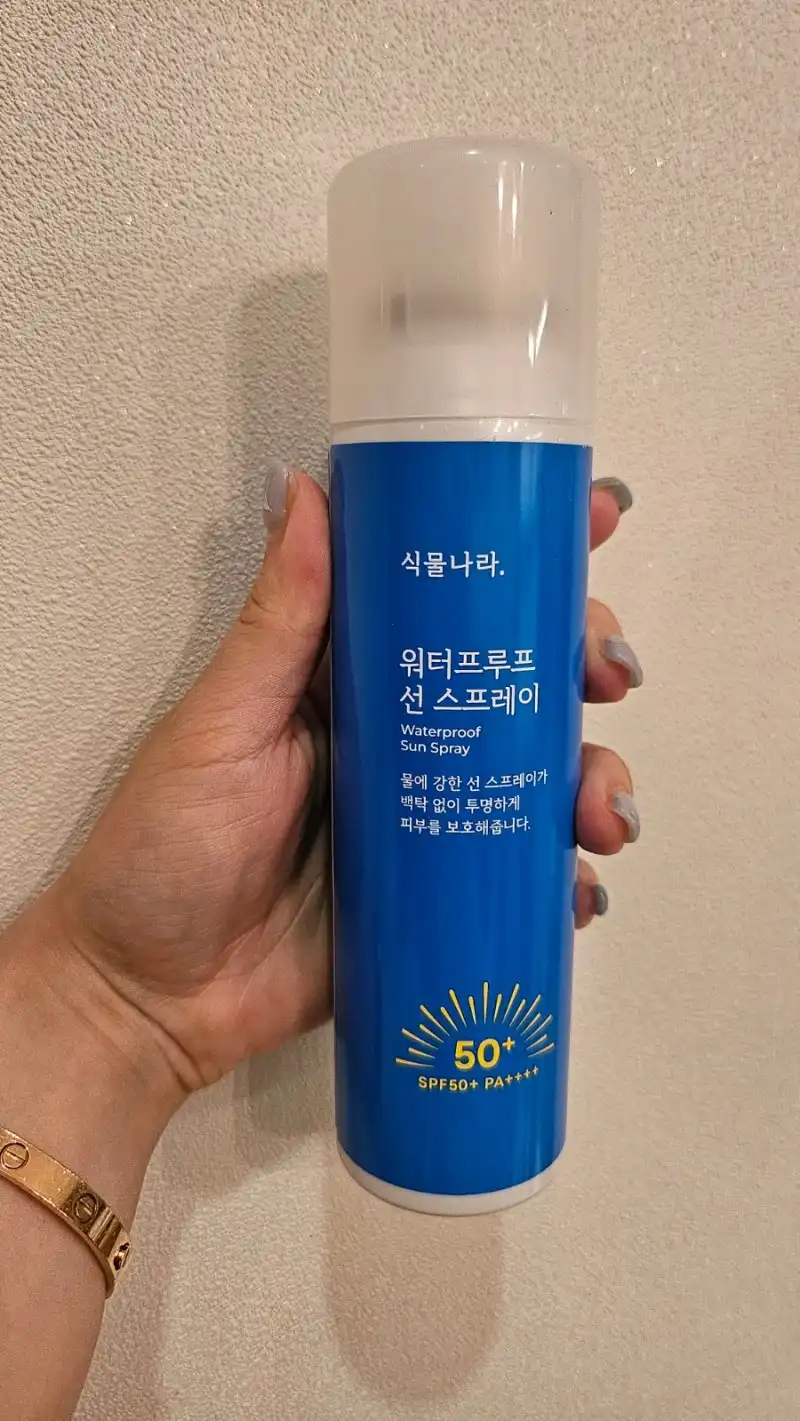 식물나라.
워터프루프
선 스프레이
Waterproof
Sun Spray
물에 강한 선 스프레이가
백탁 없이 투명하게
피부를 보호해줍니다.
50+
SPF50+ PA++++